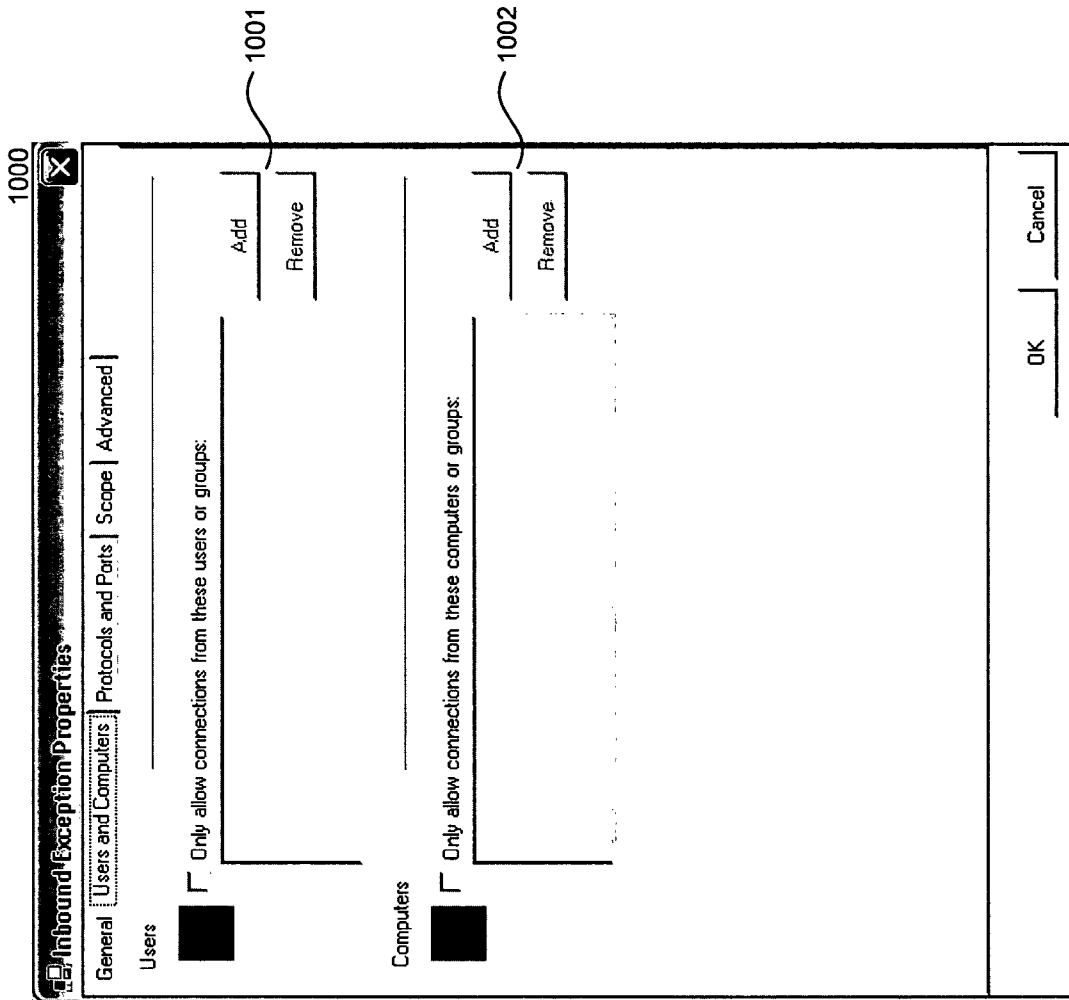 1000
Inbound Exception Properties
General Users and Computers Protocols and Ports Scope Advanced
Users
Only allow connections from these users or groups:
Add
1001
Remove
Computers
Only allow connections from these computers or groups:
Add
1002
Remove
OK Cancel